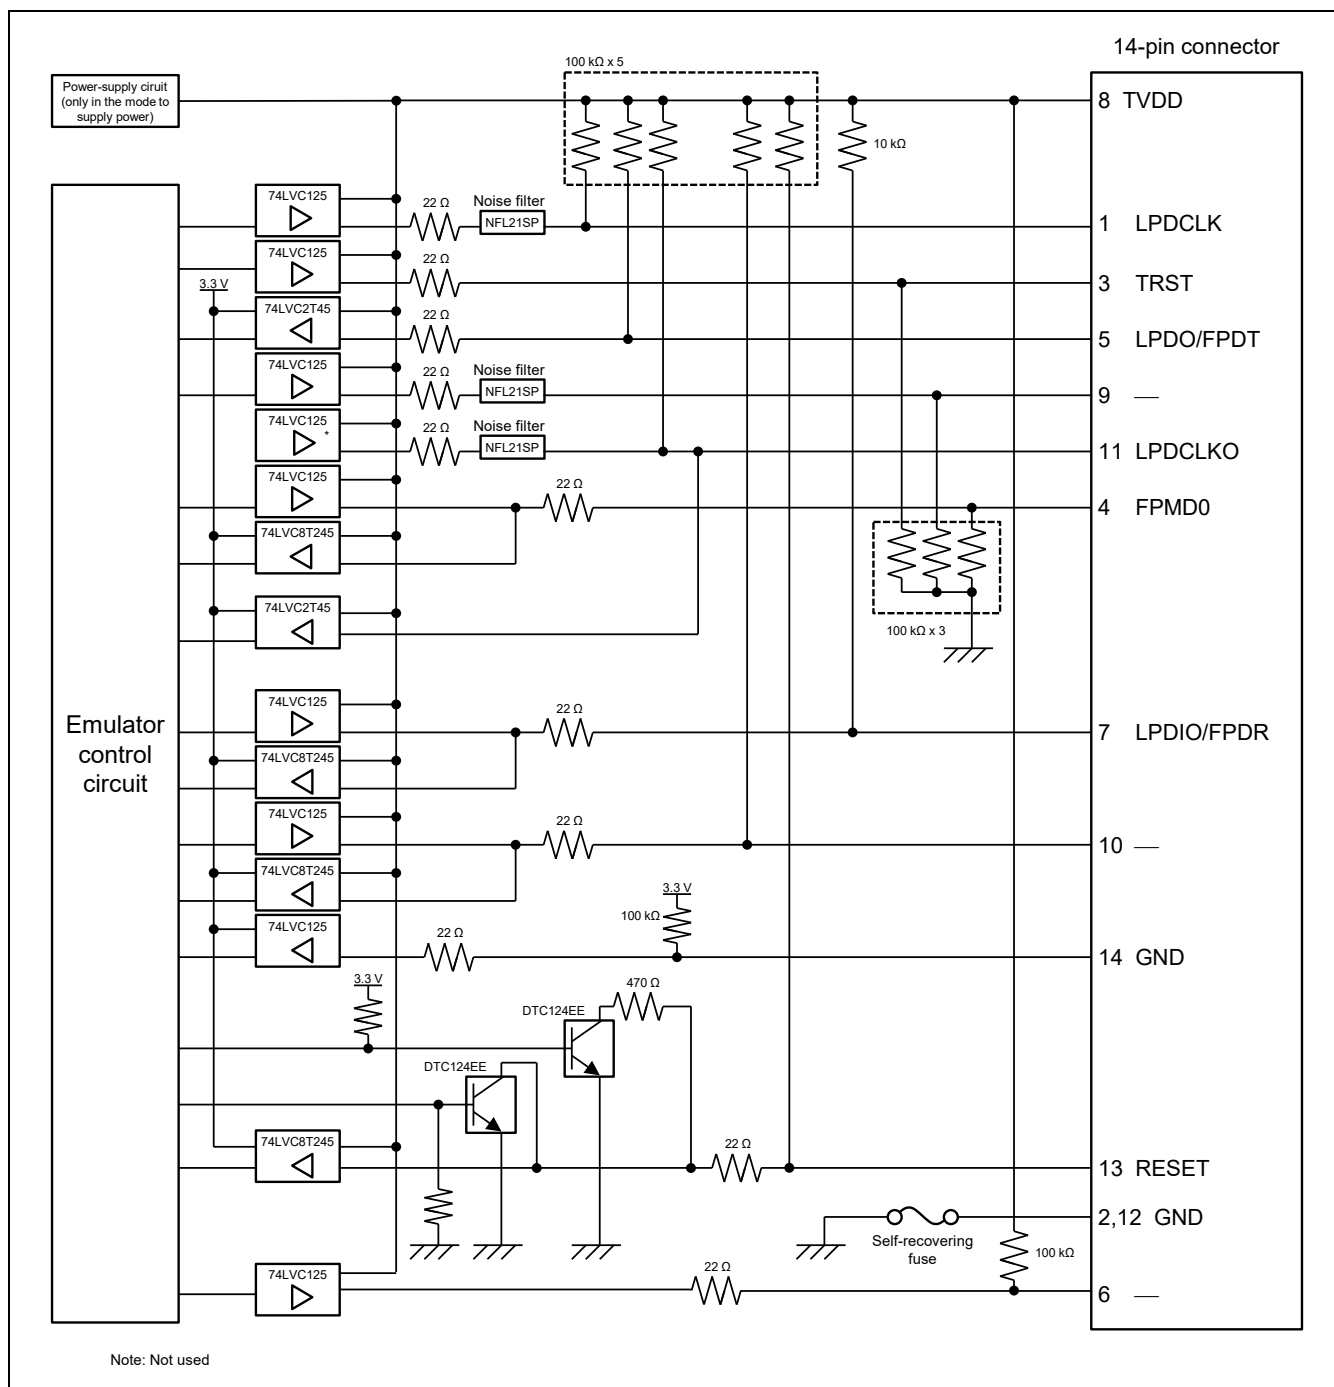 14-pin connector
100 kΩ x 5
Power-supply ciruit
(only in the mode to
supply power)
8 TVDD
10 kΩ
74LVC125
22 Ω
Noise filter
NFL21SP
1 LPDCLK
74LVC125
22 Ω
3 TRST
3.3 V
74LVC2T45
22 Ω
5 LPDO/FPDT
74LVC125
22 Ω
Noise filter
NFL21SP
9 —
74LVC125
*
22 Ω
Noise filter
NFL21SP
11 LPDCLKO
74LVC125
22 Ω
4 FPMD0
74LVC8T245
74LVC2T45
100 kΩ x 3
Emulator
control
circuit
74LVC125
22 Ω
7 LPDIO/FPDR
74LVC8T245
74LVC125
22 Ω
10 —
74LVC8T245
3.3 V
100 kΩ
74LVC125
22 Ω
14 GND
3.3 V
470 Ω
DTC124EE
DTC124EE
74LVC8T245
22 Ω
13 RESET
2,12 GND
Self-recovering
fuse
100 kΩ
74LVC125
22 Ω
6 —
Note: Not used